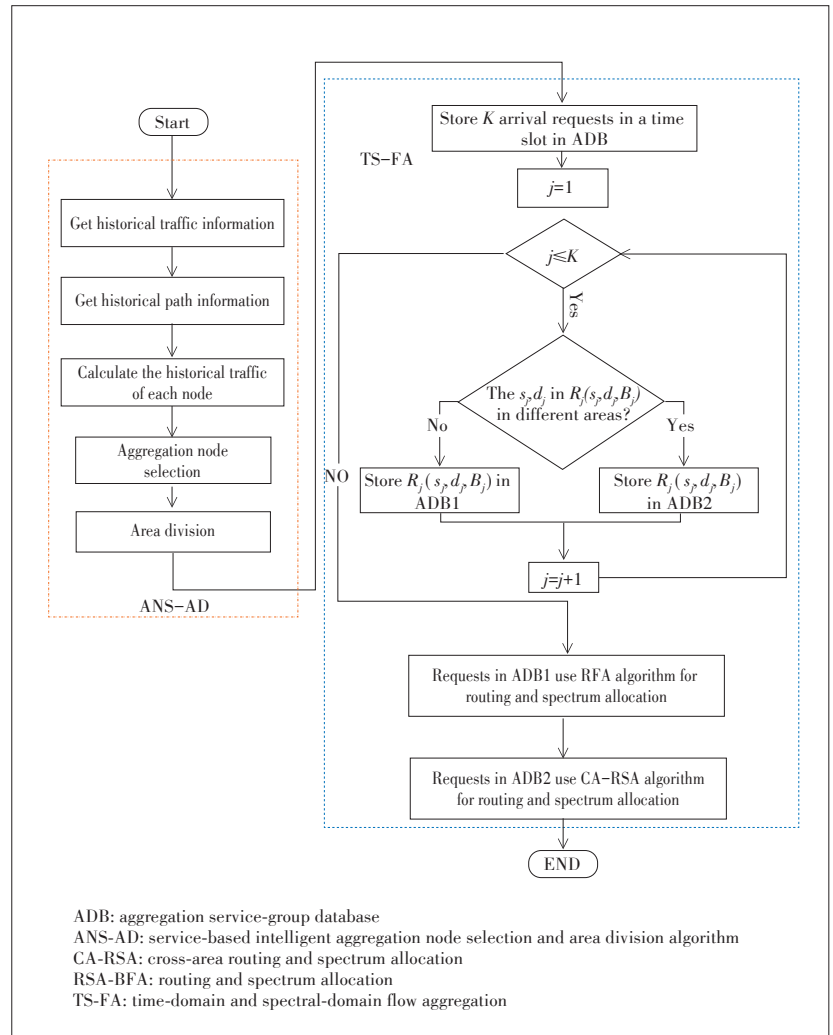 Start
Get historical traffic information
Get historical path information
Calculate the historical traffic
of each node
Aggregation node
selection
Area division
ANS-AD
TS-FA
Store K arrival requests in a time
slot in ADB
j=1
j≤K
Yes
NO
The sj,dj in Rj(sj,dj,Bj)
in different areas?
No
Yes
Store Rj(sj,dj,Bj) in
ADB1
Store Rj(sj,dj,Bj)
in ADB2
j=j+1
Requests in ADB1 use RFA algorithm for
routing and spectrum allocation
Requests in ADB2 use CA-RSA algorithm
for routing and spectrum allocation
END
ADB: aggregation service-group database
ANS-AD: service-based intelligent aggregation node selection and area division algorithm
CA-RSA: cross-area routing and spectrum allocation
RSA-BFA: routing and spectrum allocation
TS-FA: time-domain and spectral-domain flow aggregation